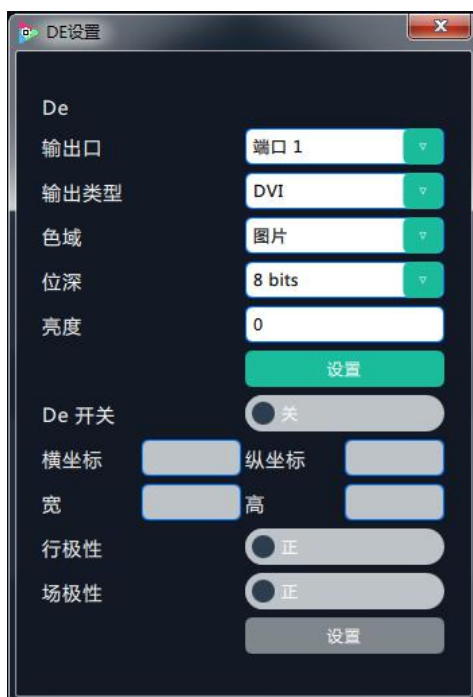 DE设置
De
输出口 端口 1
输出类型 DVI
色域 图片
位深 8 bits
亮度 0
设置
De 开关 关
横坐标 纵坐标
宽 高
行极性 正
场极性 正
设置